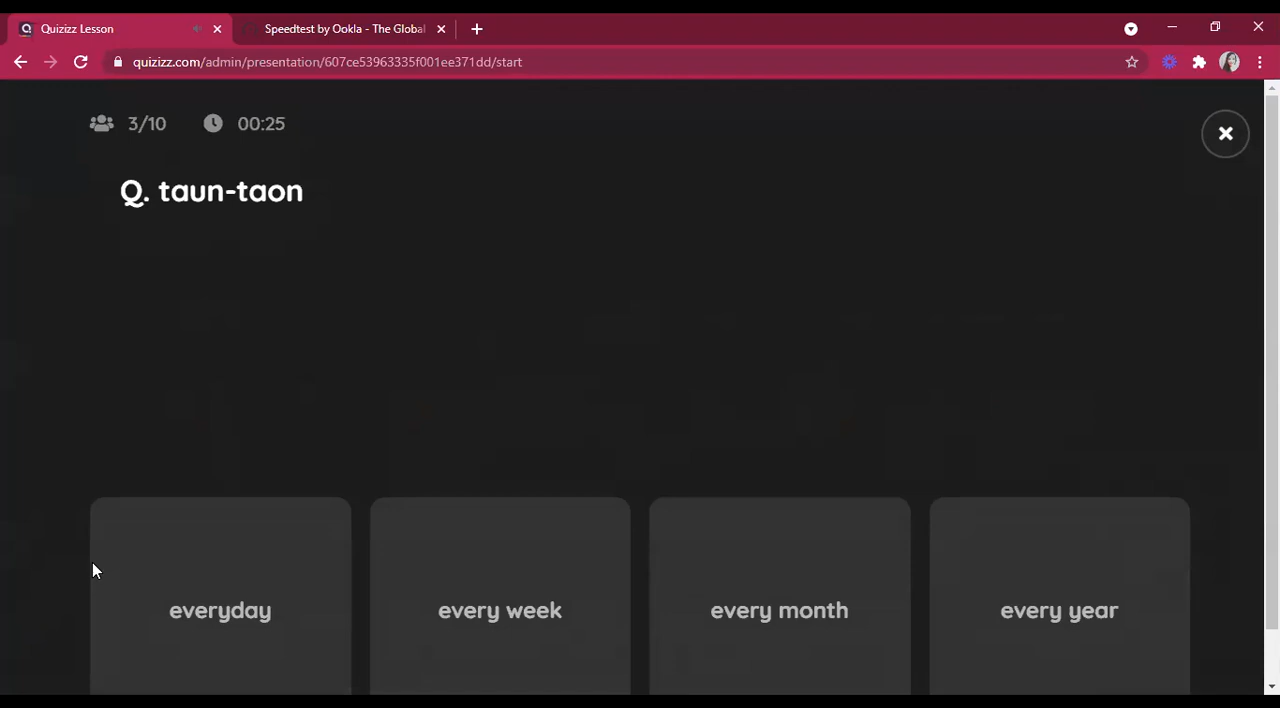 Quizizz Lesson
Speedtest by Ookla - The Global
quizizz.com/admin/presentation/607ce53963335f001ee371dd/start
3/10 00:25
Q. taun-taon
everyday
every week
every month
every year